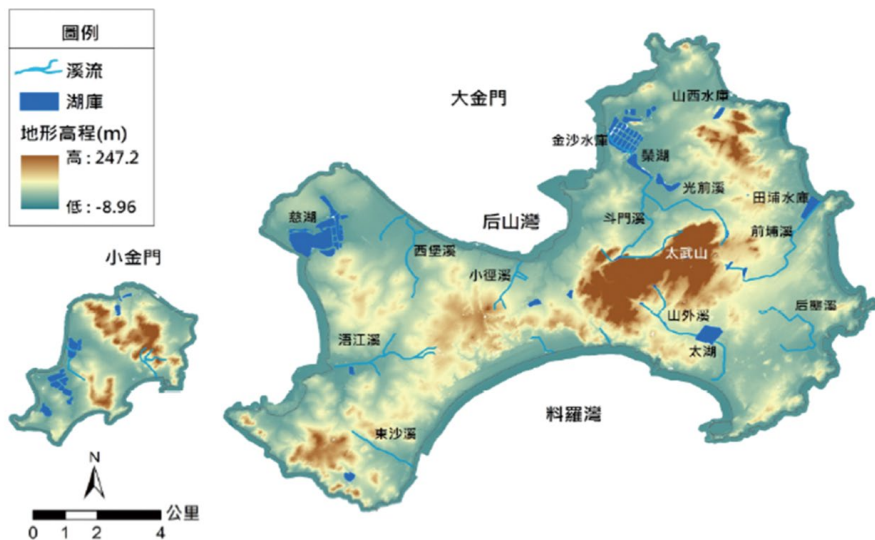 圖例
溪流
湖庫
地形高程(m)
高 : 247.2
低 : -8.96
小金門
大金門
山西水庫
金沙水庫
榮湖
光前溪
田埔水庫
慈湖
后山灣
斗門溪
前埔溪
西堡溪
太武山
小徑溪
山外溪
后壟溪
浯江溪
太湖
料羅灣
東沙溪
N
公里
0 1 2 4